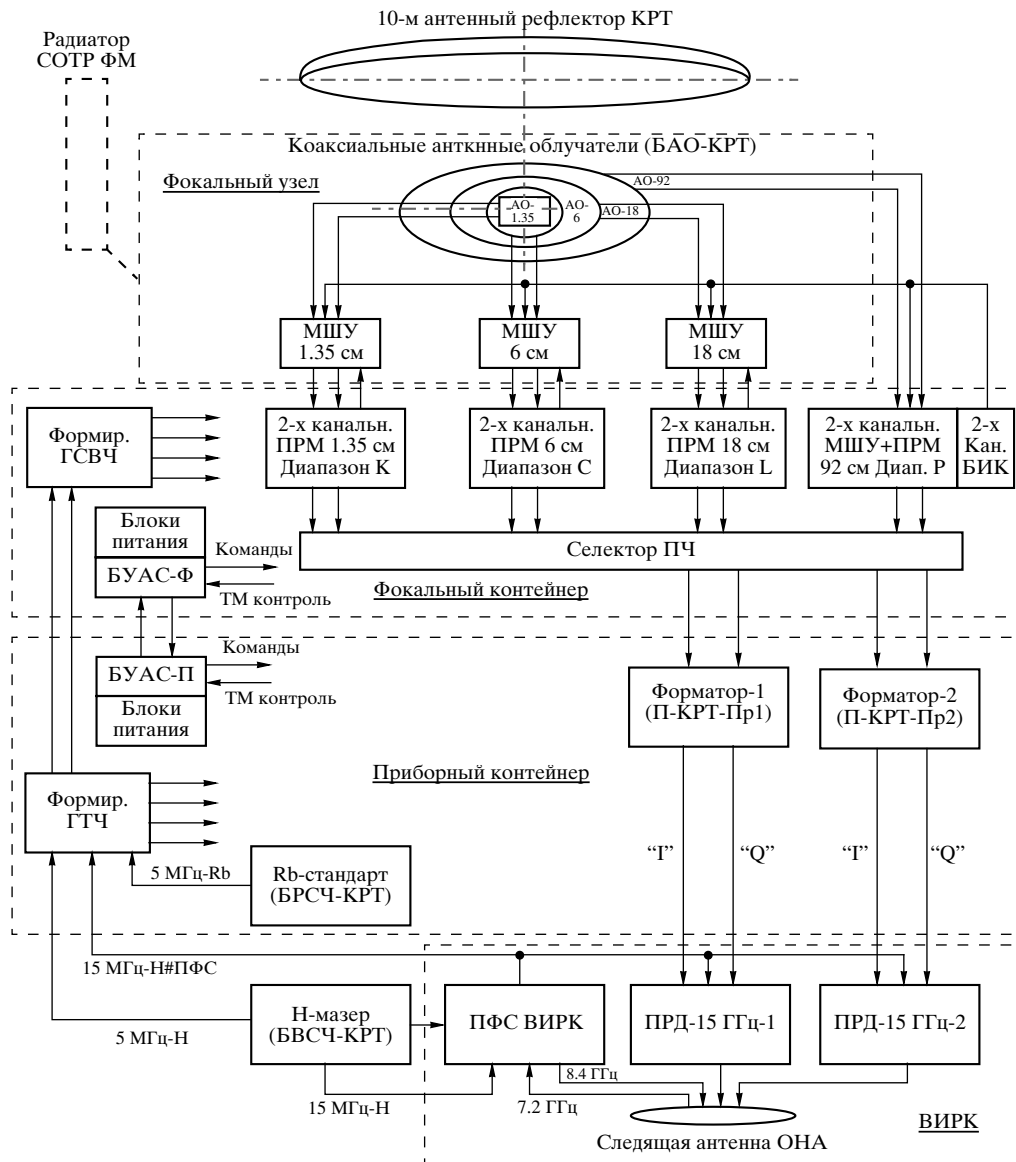 10-м антенный рефлектор КРТ
Радиатор
СОТР ФМ
Коаксиальные анткнные облучатели (БАО-КРТ)
Фокальный узел
АО-92
АО-
1.35
АО-
6
АО-18
МШУ
1.35 см
МШУ
6 см
МШУ
18 см
Формир.
ГСВЧ
2-х канальн.
ПРМ 1.35 см
Диапазон K
2-х канальн.
ПРМ 6 см
Диапазон C
2-х канальн.
ПРМ 18 см
Диапазон L
2-х канальн.
МШУ+ПРМ
92 см Диап. P
2-х
Кан.
БИК
Блоки
питания
БУАС-Ф
Команды
ТМ контроль
Селектор ПЧ
Фокальный контейнер
БУАС-П
Блоки
питания
Команды
ТМ контроль
Форматор-1
(П-КРТ-Пр1)
Форматор-2
(П-КРТ-Пр2)
Приборный контейнер
Формир.
ГТЧ
“I”
“Q”
“I”
“Q”
5 МГц-Rb
Rb-стандарт
(БРСЧ-КРТ)
15 МГц-Н#ПФС
5 МГц-Н
Н-мазер
(БВСЧ-КРТ)
ПФС ВИРК
ПРД-15 ГГц-1
ПРД-15 ГГц-2
8.4 ГГц
15 МГц-Н
7.2 ГГц
Следящая антенна ОНА
ВИРК